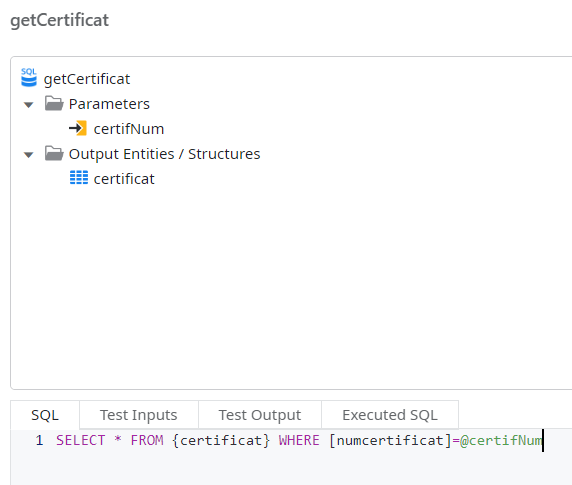 getCertificat
SQL
getCertificat
Parameters
certifNum
Output Entities / Structures
certificat
SQL Test Inputs Test Output Executed SQL
1 SELECT * FROM {certificat} WHERE [numcertificat]=@certifNum